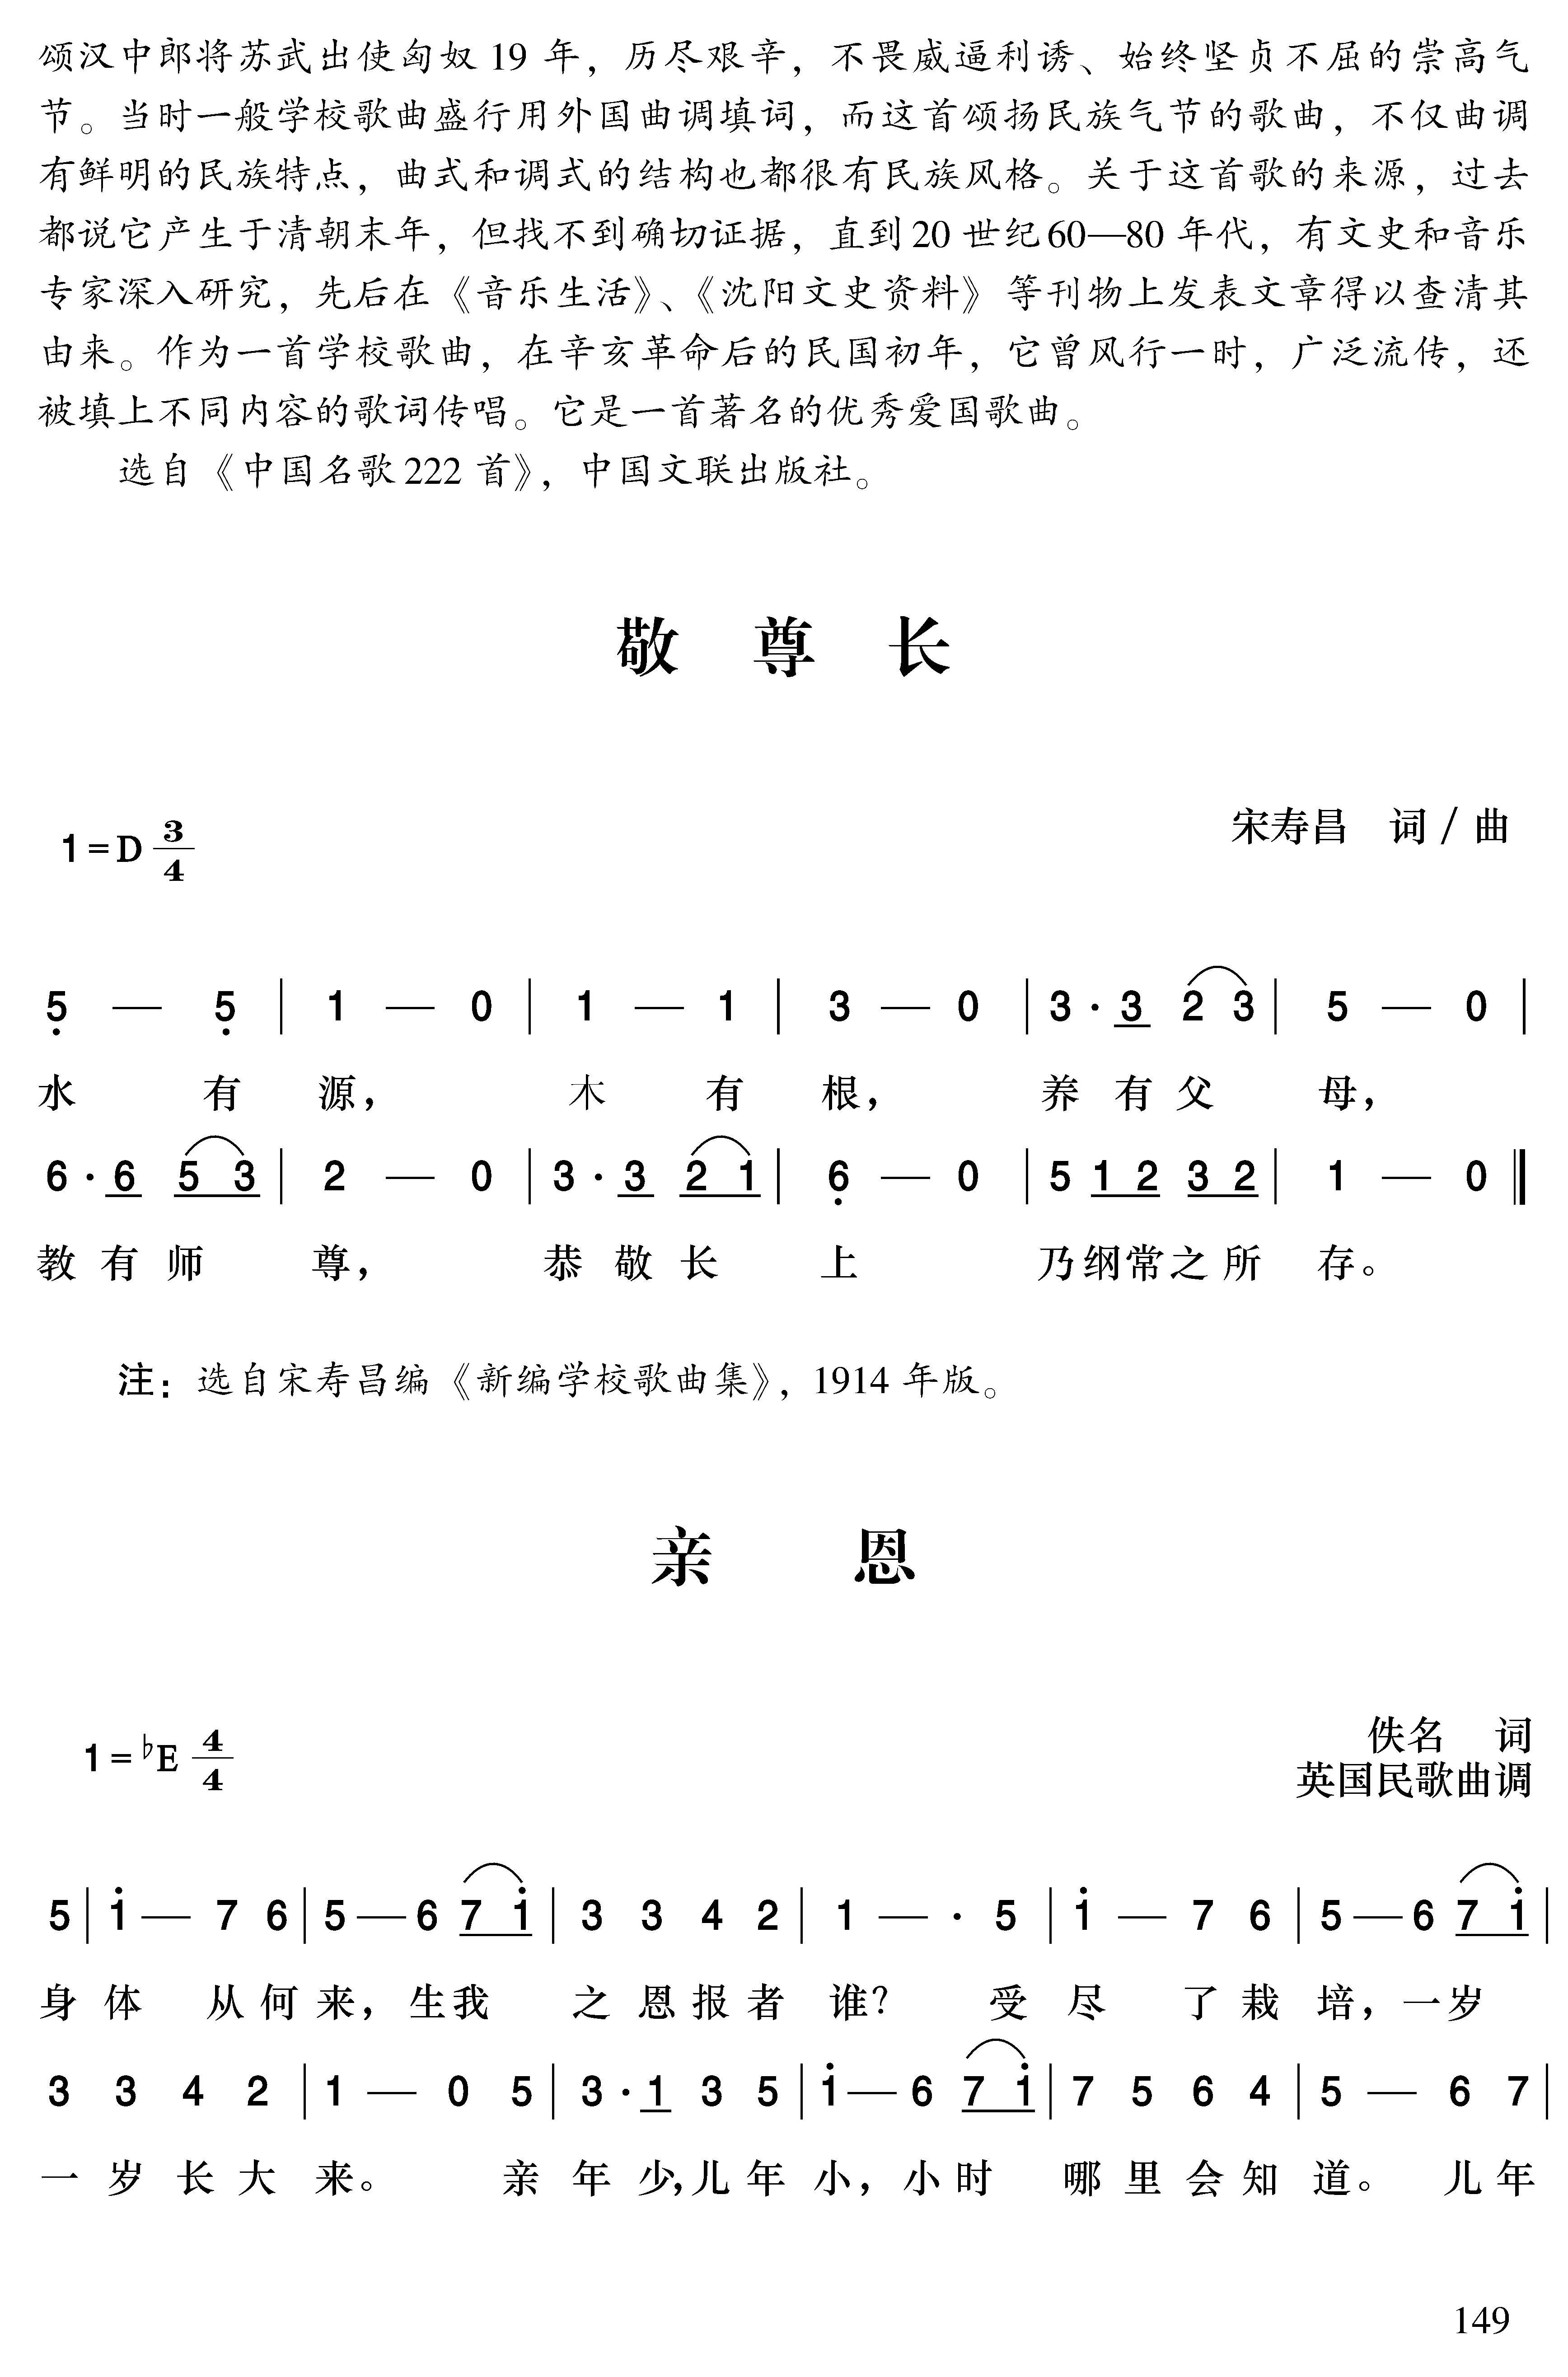 颂汉中郎将苏武出使匈奴19 年，历尽艰辛，不畏威逼利诱、始终坚贞不屈的崇高气
节。当时一般学校歌曲盛行用外国曲调填词，而这首颂扬民族气节的歌曲，不仅曲调
有鲜明的民族特点，曲式和调式的结构也都很有民族风格。关于这首歌的来源，过去
都说它产生于清朝末年，但找不到确切证据，直到20 世纪60—80 年代，有文史和音乐
专家深入研究，先后在《音乐生活》、《沈阳文史资料》等刊物上发表文章得以查清其
由来。作为一首学校歌曲，在辛亥革命后的民国初年，它曾风行一时，广泛流传，还
被填上不同内容的歌词传唱。它是一首著名的优秀爱国歌曲。
选自《中国名歌222 首》，中国文联出版社。
敬 尊 长
宋寿昌 词 / 曲
1 = D 3/4
5̣ — 5̣ | 1 — 0 | 1 — 1 | 3 — 0 | 3 · 3 2 3 | 5 — 0 |
水 有 源， 木 有 根， 养 有 父 母，
6 · 6 5 3 | 2 — 0 | 3 · 3 2 1 | 6̣ — 0 | 5 1 2 3 2 | 1 — 0 ‖
教 有 师 尊， 恭 敬 长 上 乃 纲 常 之 所 存。
注：选自宋寿昌编《新编学校歌曲集》，1914 年版。
亲 恩
佚名 词
1 = ♭E 4/4
英国民歌曲调
5 | 1̇ — 7 6 | 5 — 6 7 1̇ | 3 3 4 2 | 1 — · 5 | 1̇ — 7 6 | 5 — 6 7 1̇ |
身 体 从 何 来， 生 我 之 恩 报 者 谁？ 受 尽 了 栽 培， 一 岁
3 3 4 2 | 1 — 0 5 | 3 · 1 3 5 | 1̇ — 6 7 1̇ | 7 5 6 4 | 5 — 6 7 |
一 岁 长 大 来。 亲 年 少， 儿 年 小， 小 时 哪 里 会 知 道。 儿 年
149